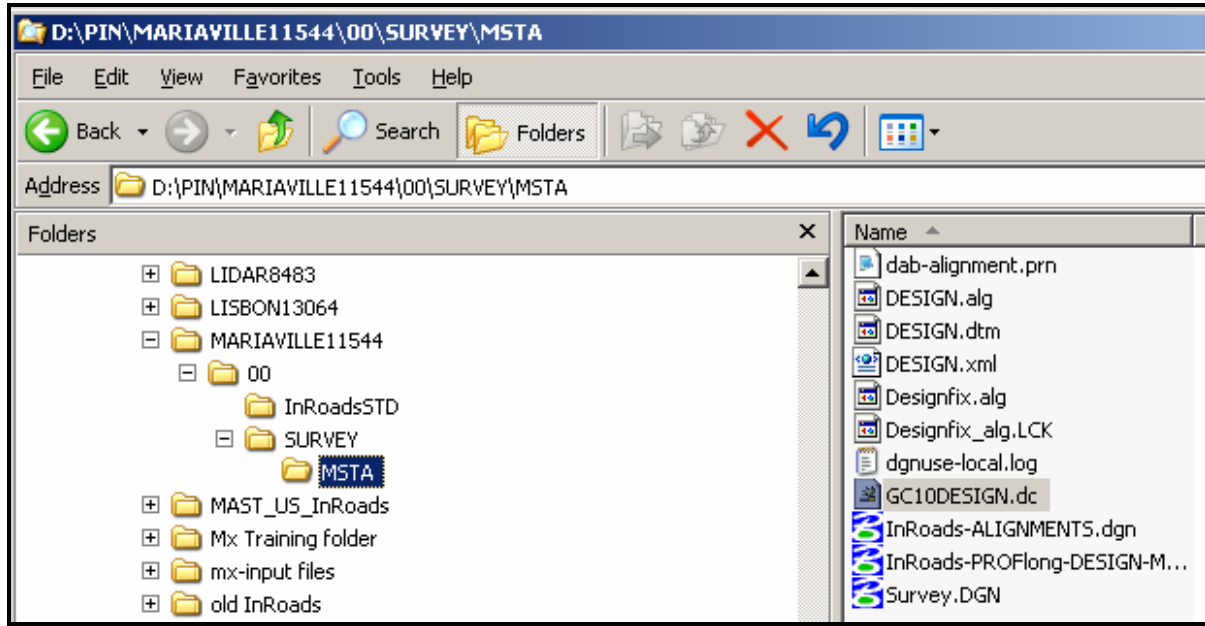 D:\PIN\MARIAVILLE11544\00\SURVEY\MSTA
File Edit View Favorites Tools Help
Back Search Folders
Address D:\PIN\MARIAVILLE11544\00\SURVEY\MSTA
Folders
LIDAR8483
LISBON13064
MARIAVILLE11544
00
InRoadsSTD
SURVEY
MSTA
MAST_US_InRoads
Mx Training folder
mx-input files
old InRoads
Name
dab-alignment.prn
DESIGN.alg
DESIGN.dtm
DESIGN.xml
Designfix.alg
Designfix_alg.LCK
dgnuse-local.log
GC10DESIGN.dc
InRoads-ALIGNMENTS.dgn
InRoads-PROFlong-DESIGN-M...
Survey.DGN